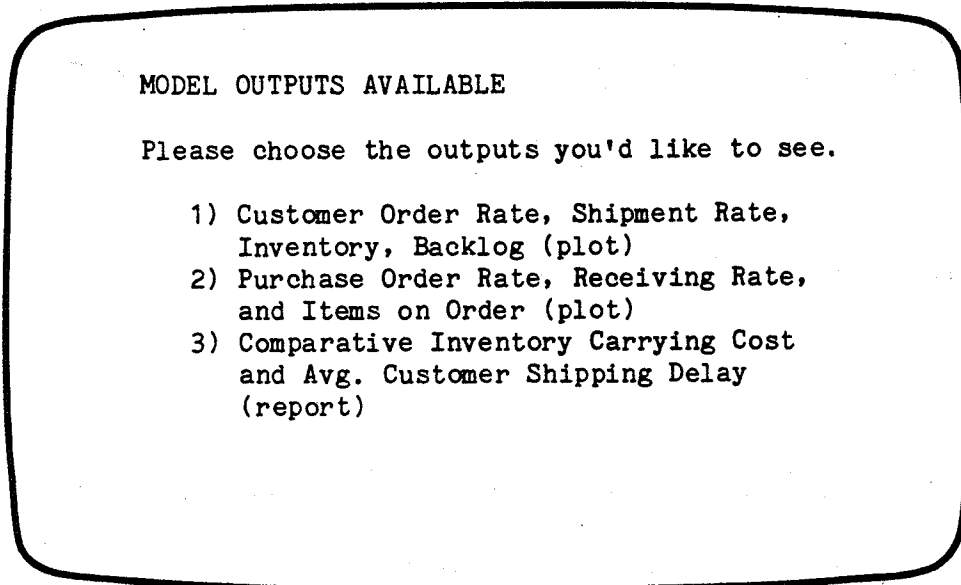 MODEL OUTPUTS AVAILABLE
Please choose the outputs you'd like to see.
1) Customer Order Rate, Shipment Rate,
Inventory, Backlog (plot)
2) Purchase Order Rate, Receiving Rate,
and Items on Order (plot)
3) Comparative Inventory Carrying Cost
and Avg. Customer Shipping Delay
(report)